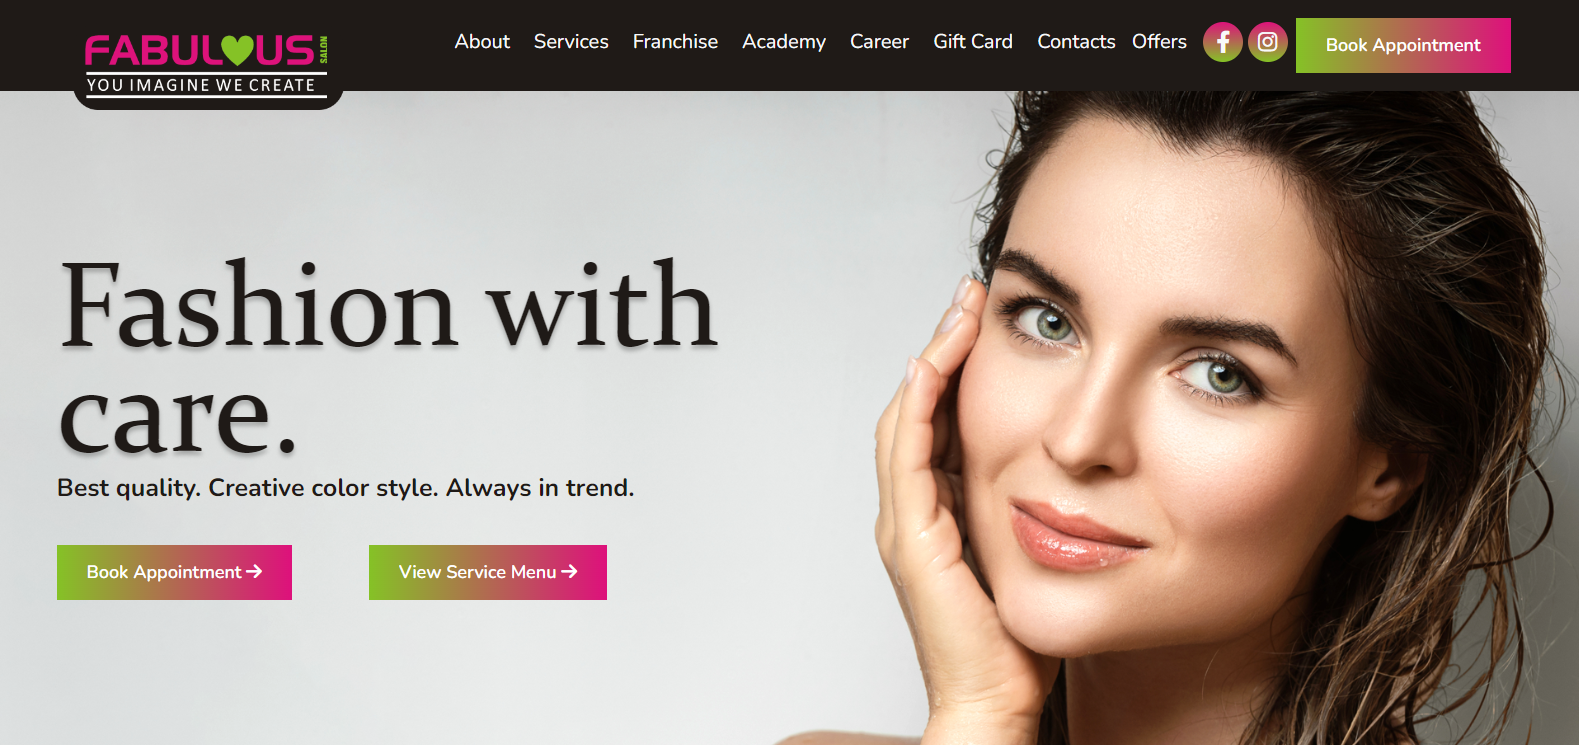 FABULOUS SALON
YOU IMAGINE WE CREATE
About Services Franchise Academy Career Gift Card Contacts Offers Book Appointment
Fashion with
care.
Best quality. Creative color style. Always in trend.
Book Appointment → View Service Menu →